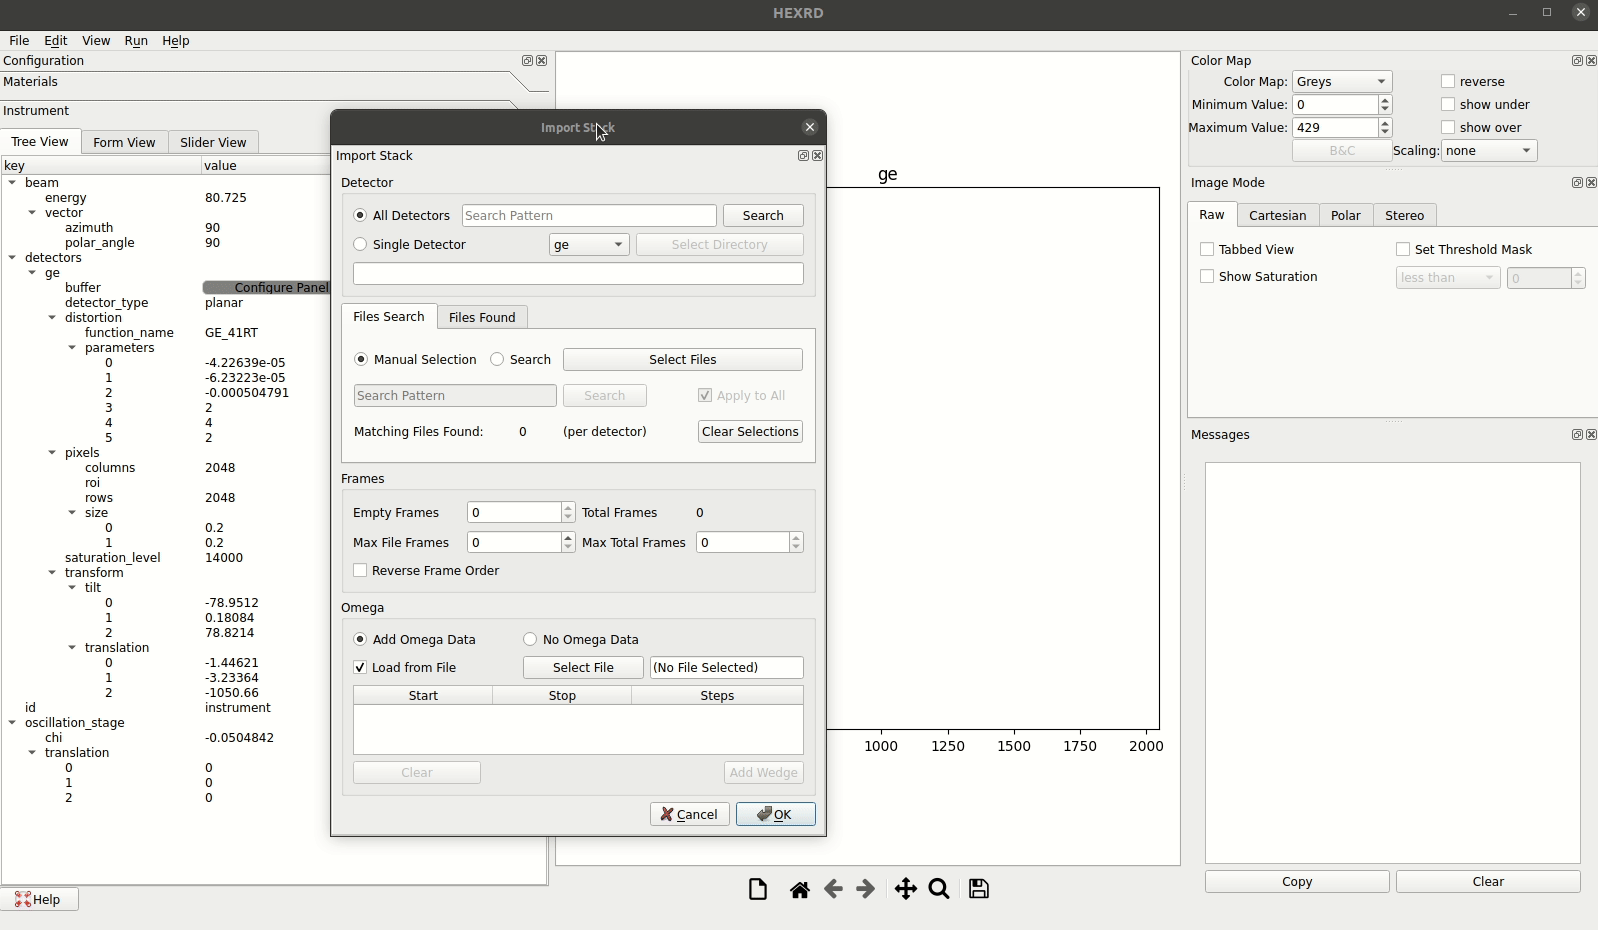 HEXRD
File Edit View Run Help
Configuration
Materials
Instrument
Tree View Form View Slider View
key value
beam
energy 80.725
vector
azimuth 90
polar_angle 90
detectors
ge
buffer Configure Panel
detector_type planar
distortion
function_name GE_41RT
parameters
0 -4.22639e-05
1 -6.23223e-05
2 -0.000504791
3 2
4 4
5 2
pixels
columns 2048
roi
rows 2048
size
0 0.2
1 0.2
saturation_level 14000
transform
tilt
0 -78.9512
1 0.18084
2 78.8214
translation
0 -1.44621
1 -3.23364
2 -1050.66
id instrument
oscillation_stage
chi -0.0504842
translation
0 0
1 0
2 0
Help
Import Stack
Import Stack
Detector
All Detectors Search Pattern Search
Single Detector ge Select Directory
Files Search Files Found
Manual Selection Search Select Files
Search Pattern Search Apply to All
Matching Files Found: 0 (per detector) Clear Selections
Frames
Empty Frames 0 Total Frames 0
Max File Frames 0 Max Total Frames 0
Reverse Frame Order
Omega
Add Omega Data No Omega Data
Load from File Select File (No File Selected)
Start Stop Steps
Clear Add Wedge
Cancel OK
ge
1000 1250 1500 1750 2000
Color Map
Color Map: Greys reverse
Minimum Value: 0 show under
Maximum Value: 429 show over
B&C Scaling: none
Image Mode
Raw Cartesian Polar Stereo
Tabbed View Set Threshold Mask
Show Saturation less than 0
Messages
Copy Clear